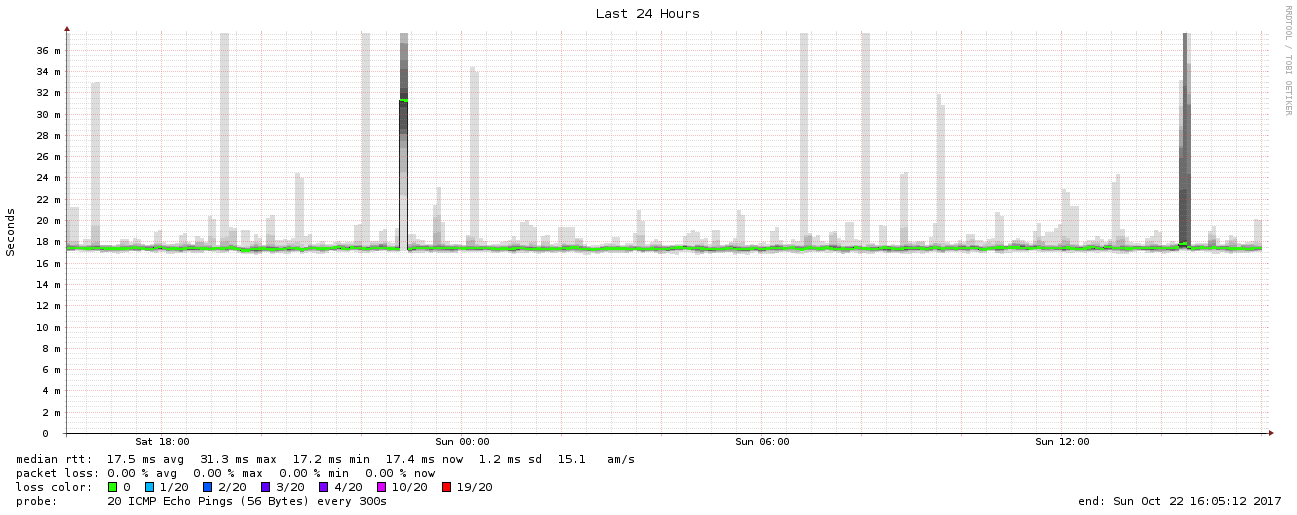 Last 24 Hours
RRDTOOL / TOBI OETIKER
Seconds
36 m
34 m
32 m
30 m
28 m
26 m
24 m
22 m
20 m
18 m
16 m
14 m
12 m
10 m
8 m
6 m
4 m
2 m
0
Sat 18:00 Sun 00:00 Sun 06:00 Sun 12:00
median rtt: 17.5 ms avg 31.3 ms max 17.2 ms min 17.4 ms now 1.2 ms sd 15.1 am/s
packet loss: 0.00 % avg 0.00 % max 0.00 % min 0.00 % now
loss color: 0 1/20 2/20 3/20 4/20 10/20 19/20
probe: 20 ICMP Echo Pings (56 Bytes) every 300s end: Sun Oct 22 16:05:12 2017